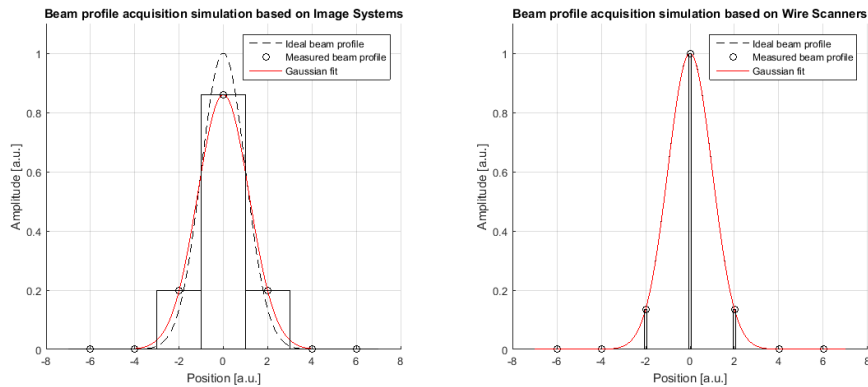 Beam profile acquisition simulation based on Image Systems
Ideal beam profile
Measured beam profile
Gaussian fit
1
0.8
0.6
0.4
0.2
0
Amplitude [a.u.]
-8 -6 -4 -2 0 2 4 6 8
Position [a.u.]
Beam profile acquisition simulation based on Wire Scanners
Ideal beam profile
Measured beam profile
Gaussian fit
1
0.8
0.6
0.4
0.2
0
Amplitude [a.u.]
-8 -6 -4 -2 0 2 4 6 8
Position [a.u.]